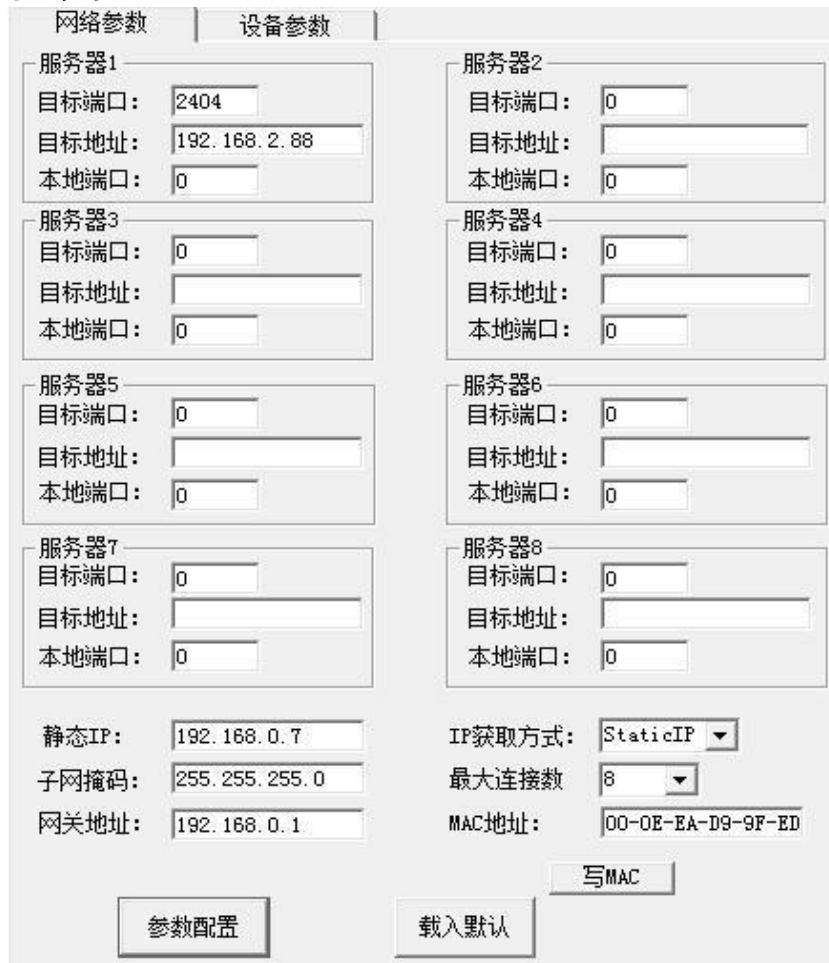 网络参数 设备参数
服务器1 服务器2
目标端口: 2404 目标端口: 0
目标地址: 192.168.2.88 目标地址:
本地端口: 0 本地端口: 0
服务器3 服务器4
目标端口: 0 目标端口: 0
目标地址: 目标地址:
本地端口: 0 本地端口: 0
服务器5 服务器6
目标端口: 0 目标端口: 0
目标地址: 目标地址:
本地端口: 0 本地端口: 0
服务器7 服务器8
目标端口: 0 目标端口: 0
目标地址: 目标地址:
本地端口: 0 本地端口: 0
静态IP: 192.168.0.7 IP获取方式: StaticIP
子网掩码: 255.255.255.0 最大连接数 8
网关地址: 192.168.0.1 MAC地址: 00-0E-EA-D9-9F-ED
写MAC
参数配置 载入默认